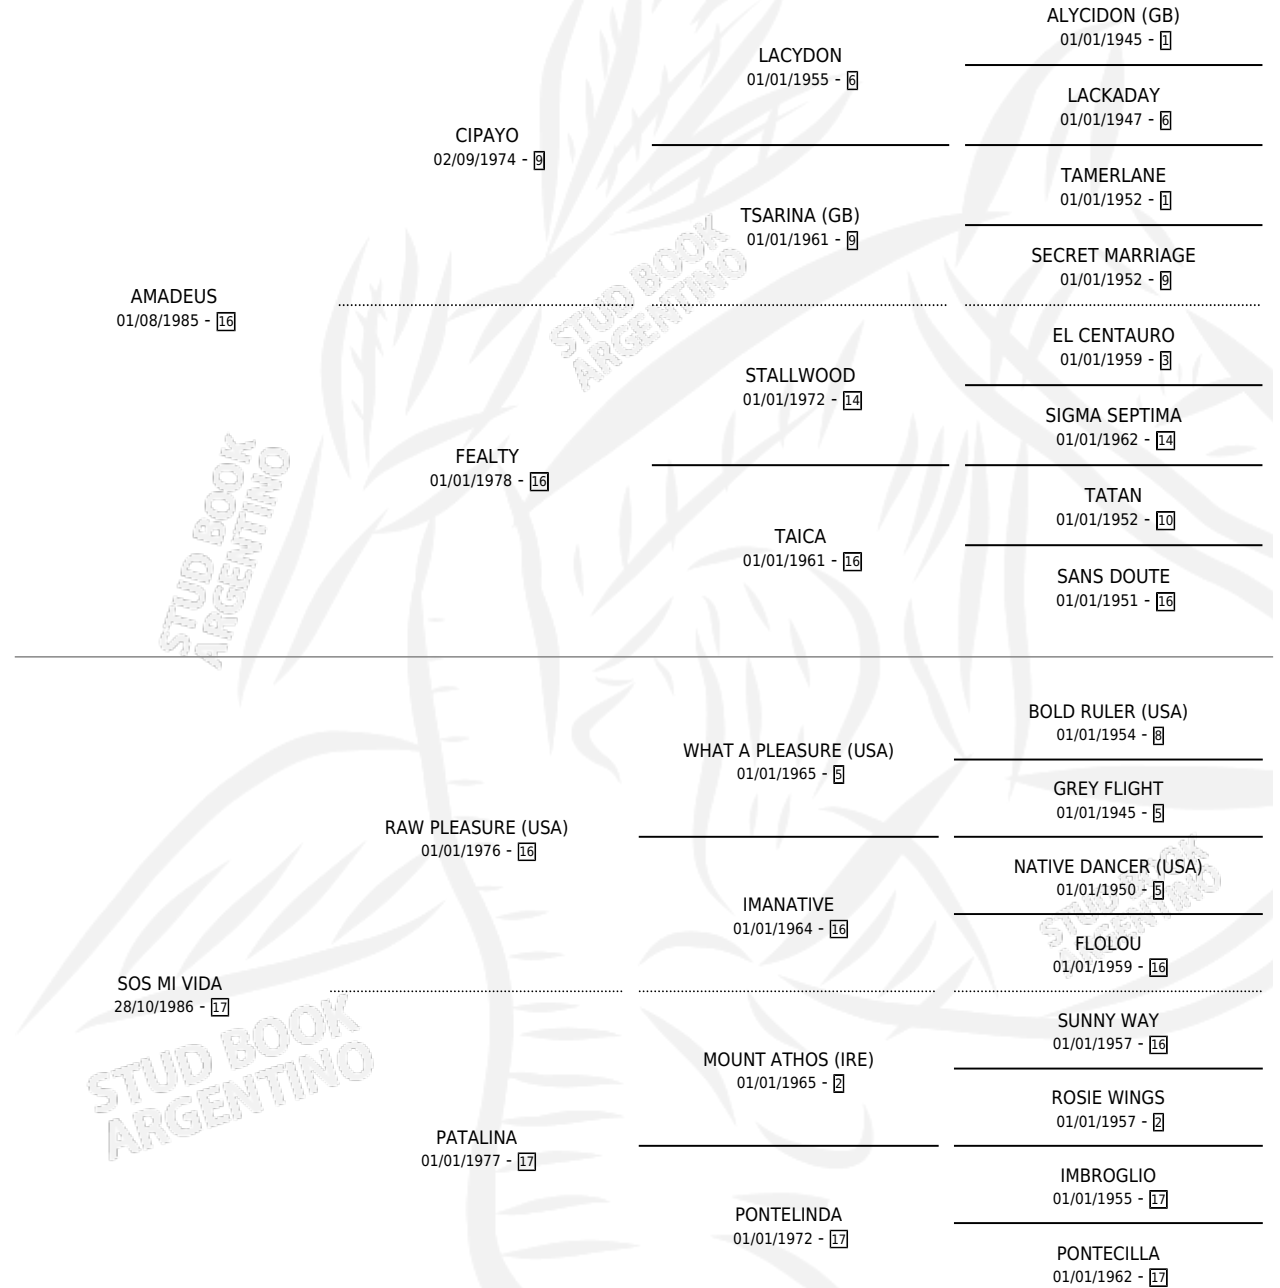 ALYCIDON (GB)
01/01/1945 - 1
LACYDON
01/01/1955 - 6
LACKADAY
01/01/1947 - 6
CIPAYO
02/09/1974 - 9
TAMERLANE
01/01/1952 - 1
TSARINA (GB)
01/01/1961 - 9
SECRET MARRIAGE
01/01/1952 - 9
AMADEUS
01/08/1985 - 16
STUD BOOK
ARGENTINO
EL CENTAURO
01/01/1959 - 3
STALLWOOD
01/01/1972 - 14
SIGMA SEPTIMA
01/01/1962 - 14
FEALTY
01/01/1978 - 16
TATAN
01/01/1952 - 10
TAICA
01/01/1961 - 16
SANS DOUTE
01/01/1951 - 16
STUD BOOK
ARGENTINO
BOLD RULER (USA)
01/01/1954 - 8
WHAT A PLEASURE (USA)
01/01/1965 - 5
GREY FLIGHT
01/01/1945 - 5
RAW PLEASURE (USA)
01/01/1976 - 16
NATIVE DANCER (USA)
01/01/1950 - 5
IMANATIVE
01/01/1964 - 16
STUD BOOK
ARGENTINO
FLOLOU
01/01/1959 - 16
SOS MI VIDA
28/10/1986 - 17
SUNNY WAY
01/01/1957 - 16
MOUNT ATHOS (IRE)
01/01/1965 - 2
STUD BOOK
ARGENTINO
ROSIE WINGS
01/01/1957 - 2
PATALINA
01/01/1977 - 17
IMBROGLIO
01/01/1955 - 17
PONTELINDA
01/01/1972 - 17
PONTECILLA
01/01/1962 - 17